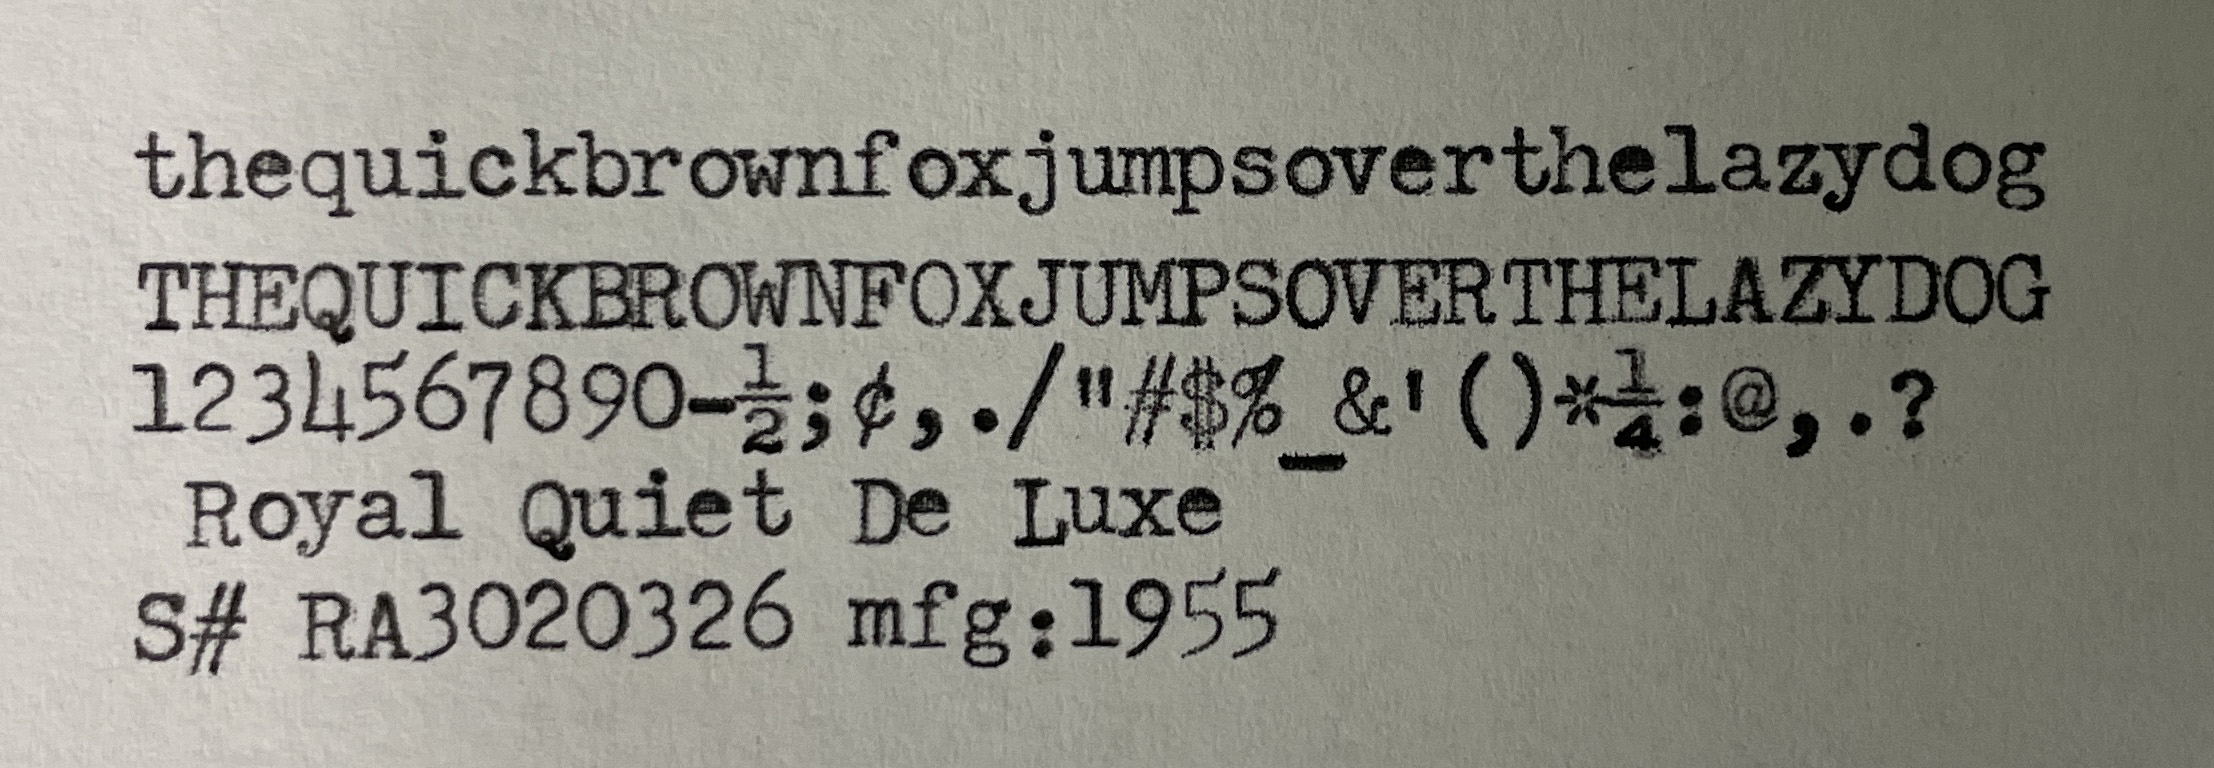 thequickbrownfoxjumpsoverthelazydog
THEQUICKBROWNFOXJUMPSOVERTHELAZYDOG
1234567890-½;¢,./"#$%_&'()*¼:@,.?
Royal Quiet De Luxe
S# RA3020326 mfg:1955